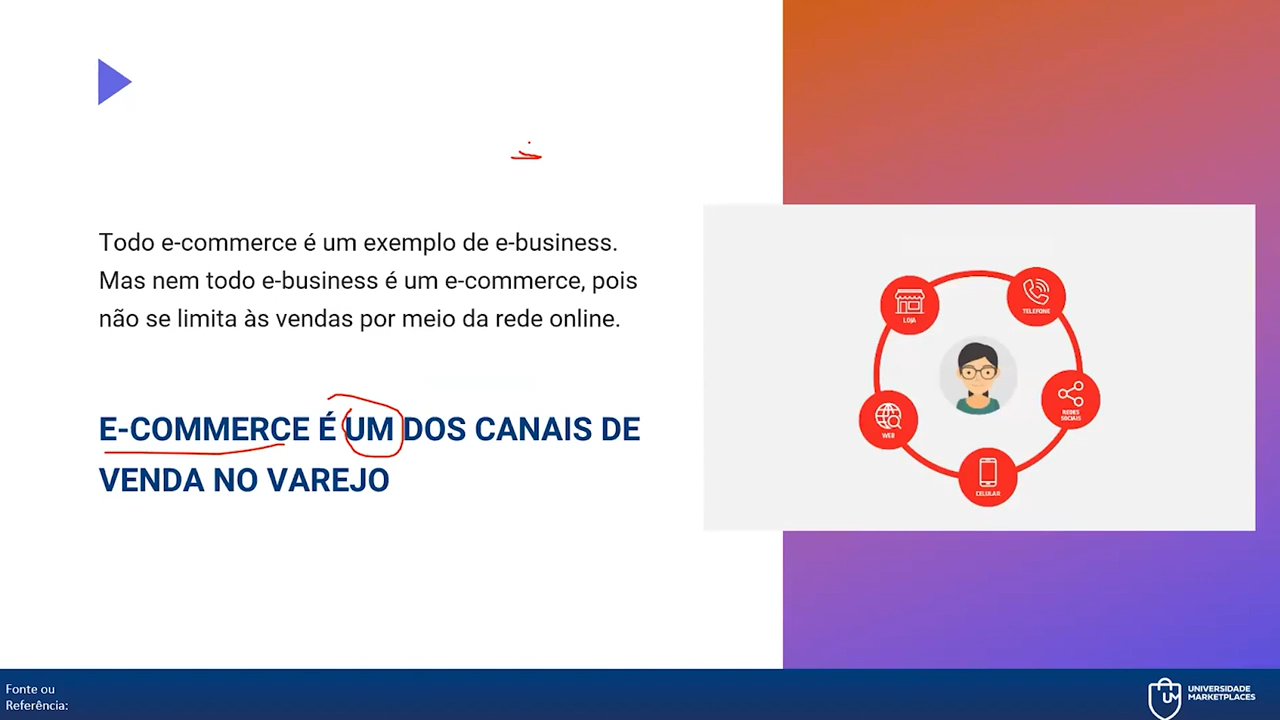 Todo e-commerce é um exemplo de e-business.
Mas nem todo e-business é um e-commerce, pois
não se limita às vendas por meio da rede online.
E-COMMERCE É UM DOS CANAIS DE
VENDA NO VAREJO
LOJA
TELEFONE
WEB
REDES
SOCIAIS
CELULAR
Fonte ou
Referência:
UM
UNIVERSIDADE
MARKETPLACES